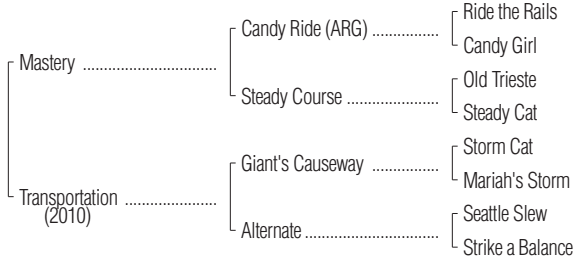 Ride the Rails
Candy Ride (ARG) ................
Candy Girl
Mastery ................................
Old Trieste
Steady Course ......................
Steady Cat
Storm Cat
Giant's Causeway ................
Mariah's Storm
Transportation ......................
(2010)
Seattle Slew
Alternate ................................
Strike a Balance